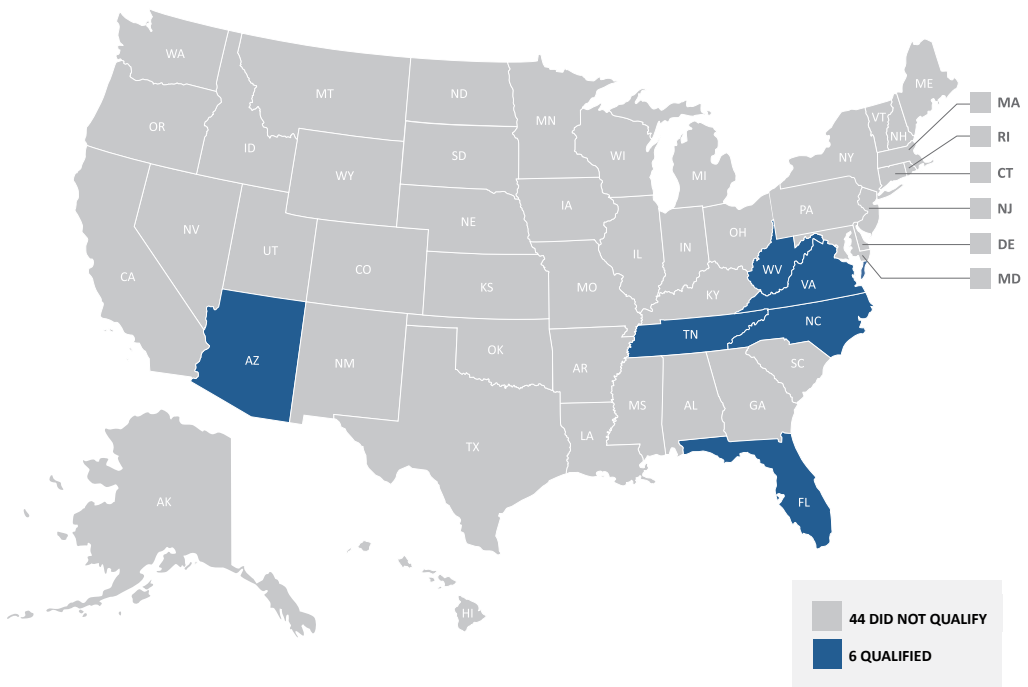 WA
MT
ND
MN
ME
OR
ID
SD
WI
VT
NH
MA
WY
MI
NY
RI
NV
UT
NE
IA
PA
CT
CA
CO
IL
IN
OH
NJ
KS
MO
KY
WV
VA
DE
MD
AZ
NM
OK
AR
TN
NC
SC
TX
LA
MS
AL
GA
FL
AK
HI
44 DID NOT QUALIFY
6 QUALIFIED